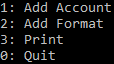 1: Add Account
2: Add Format
3: Print
0: Quit